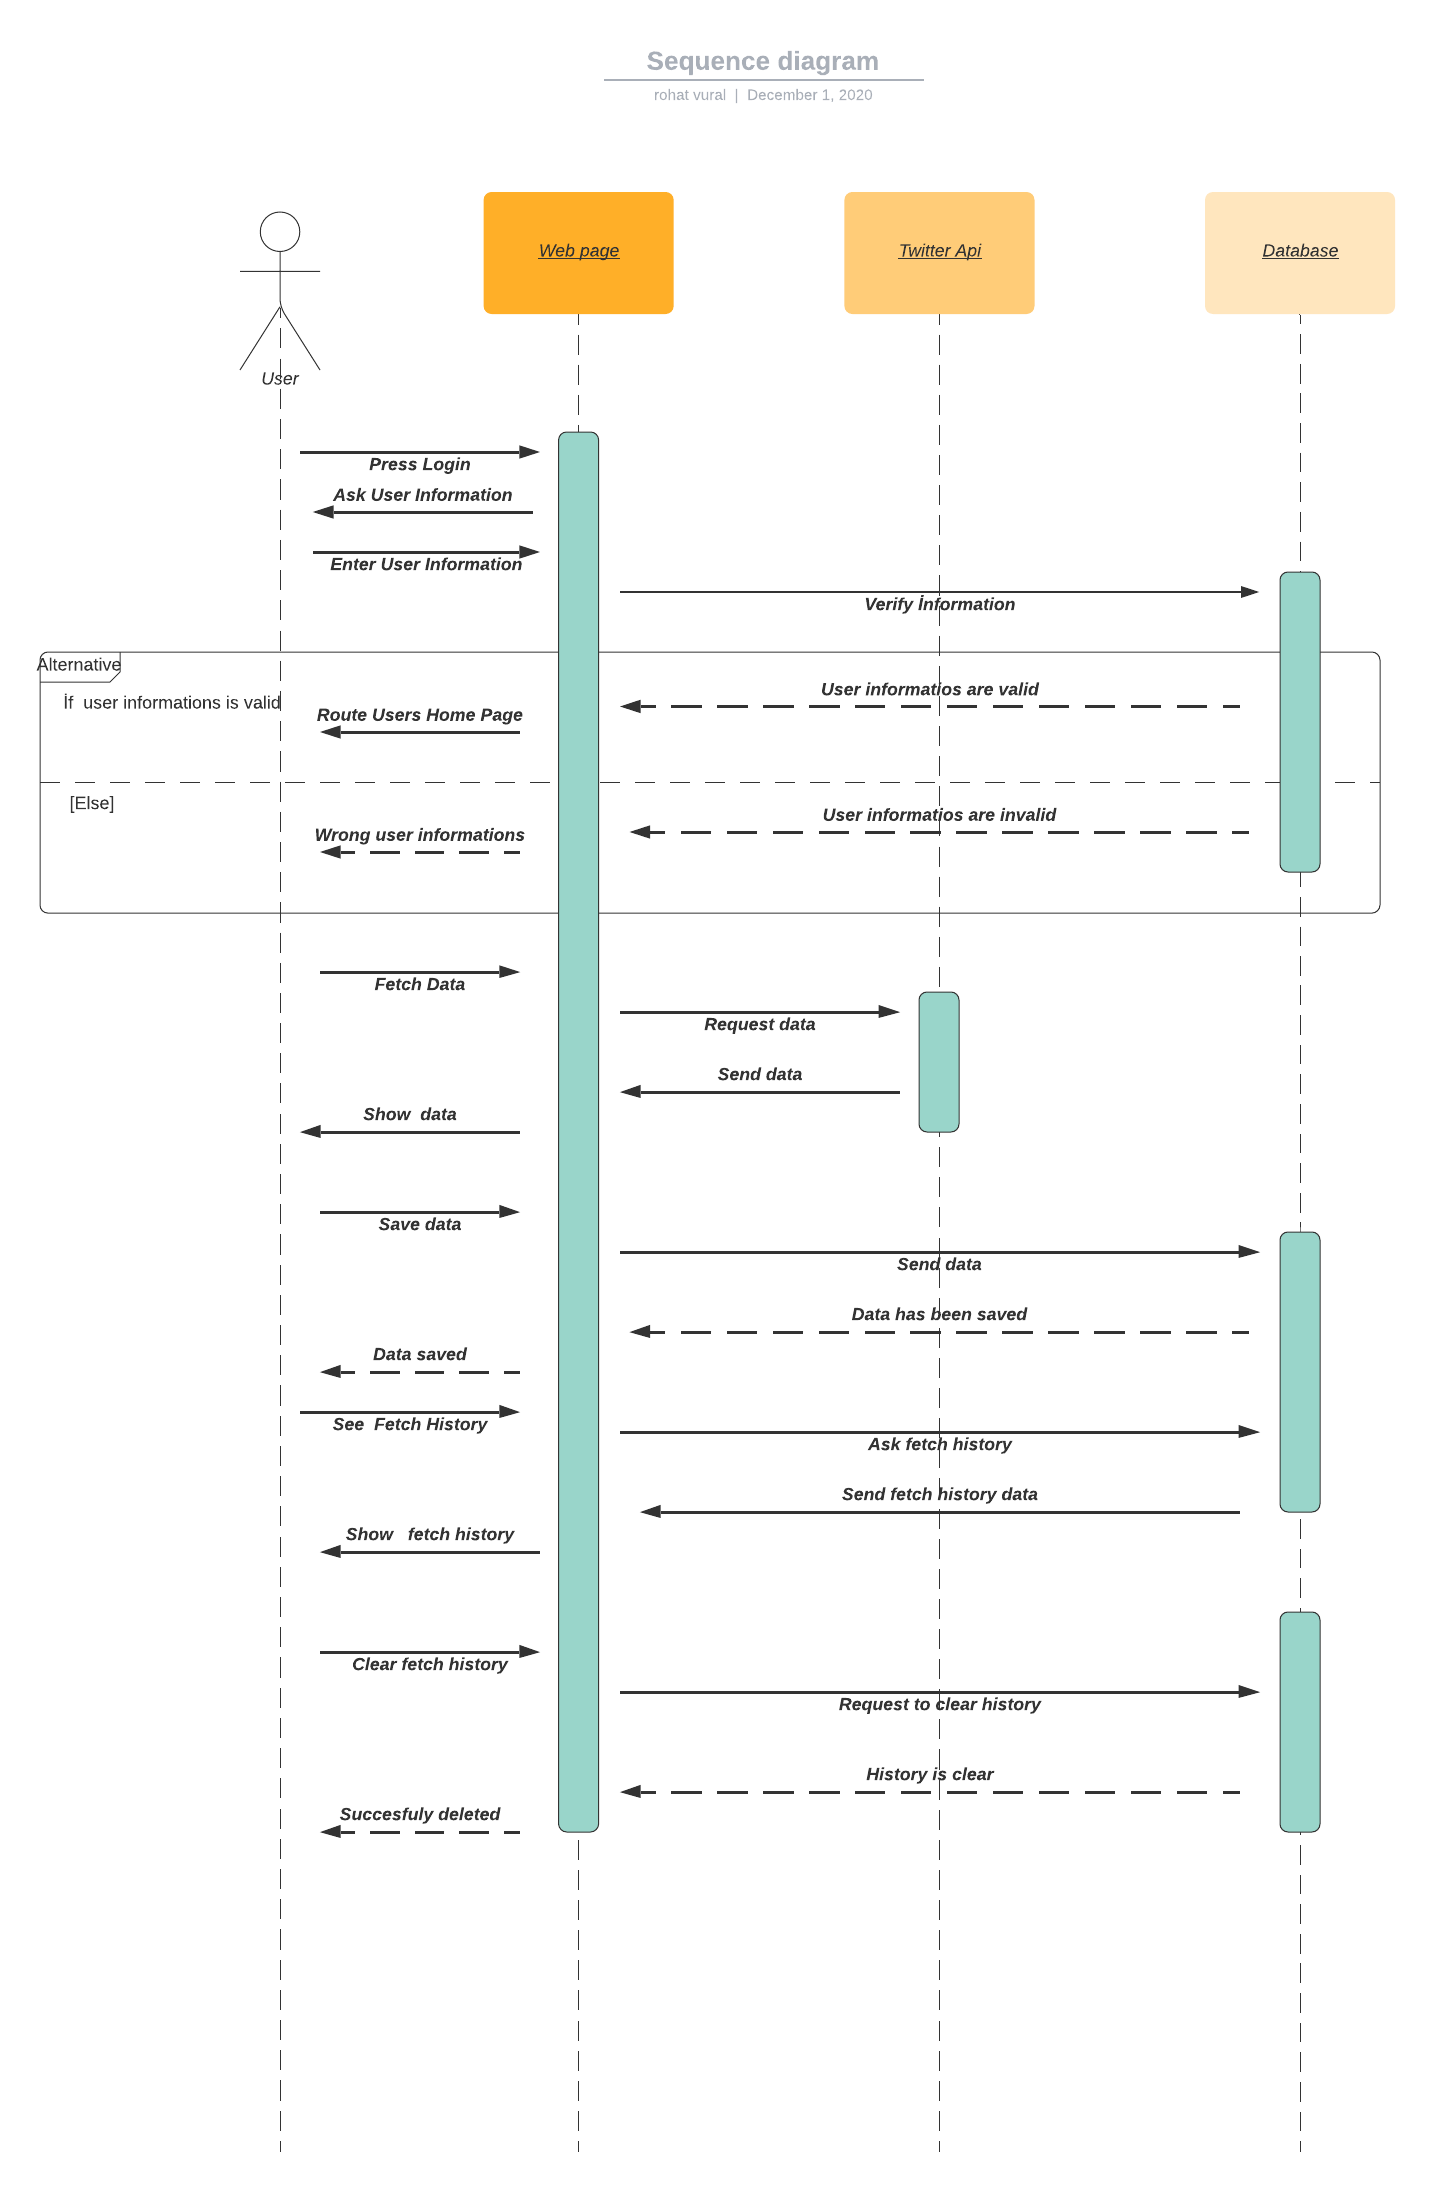 Sequence diagram
rohat vural | December 1, 2020
Web page
Twitter Api
Database
User
Press Login
Ask User Information
Enter User Information
Verify İnformation
Alternative
İf  user informations is valid
User informatios are valid
Route Users Home Page
[Else]
User informatios are invalid
Wrong user informations
Fetch Data
Request data
Send data
Show  data
Save data
Send data
Data has been saved
Data saved
See  Fetch History
Ask fetch history
Send fetch history data
Show   fetch history
Clear fetch history
Request to clear history
History is clear
Succesfuly deleted